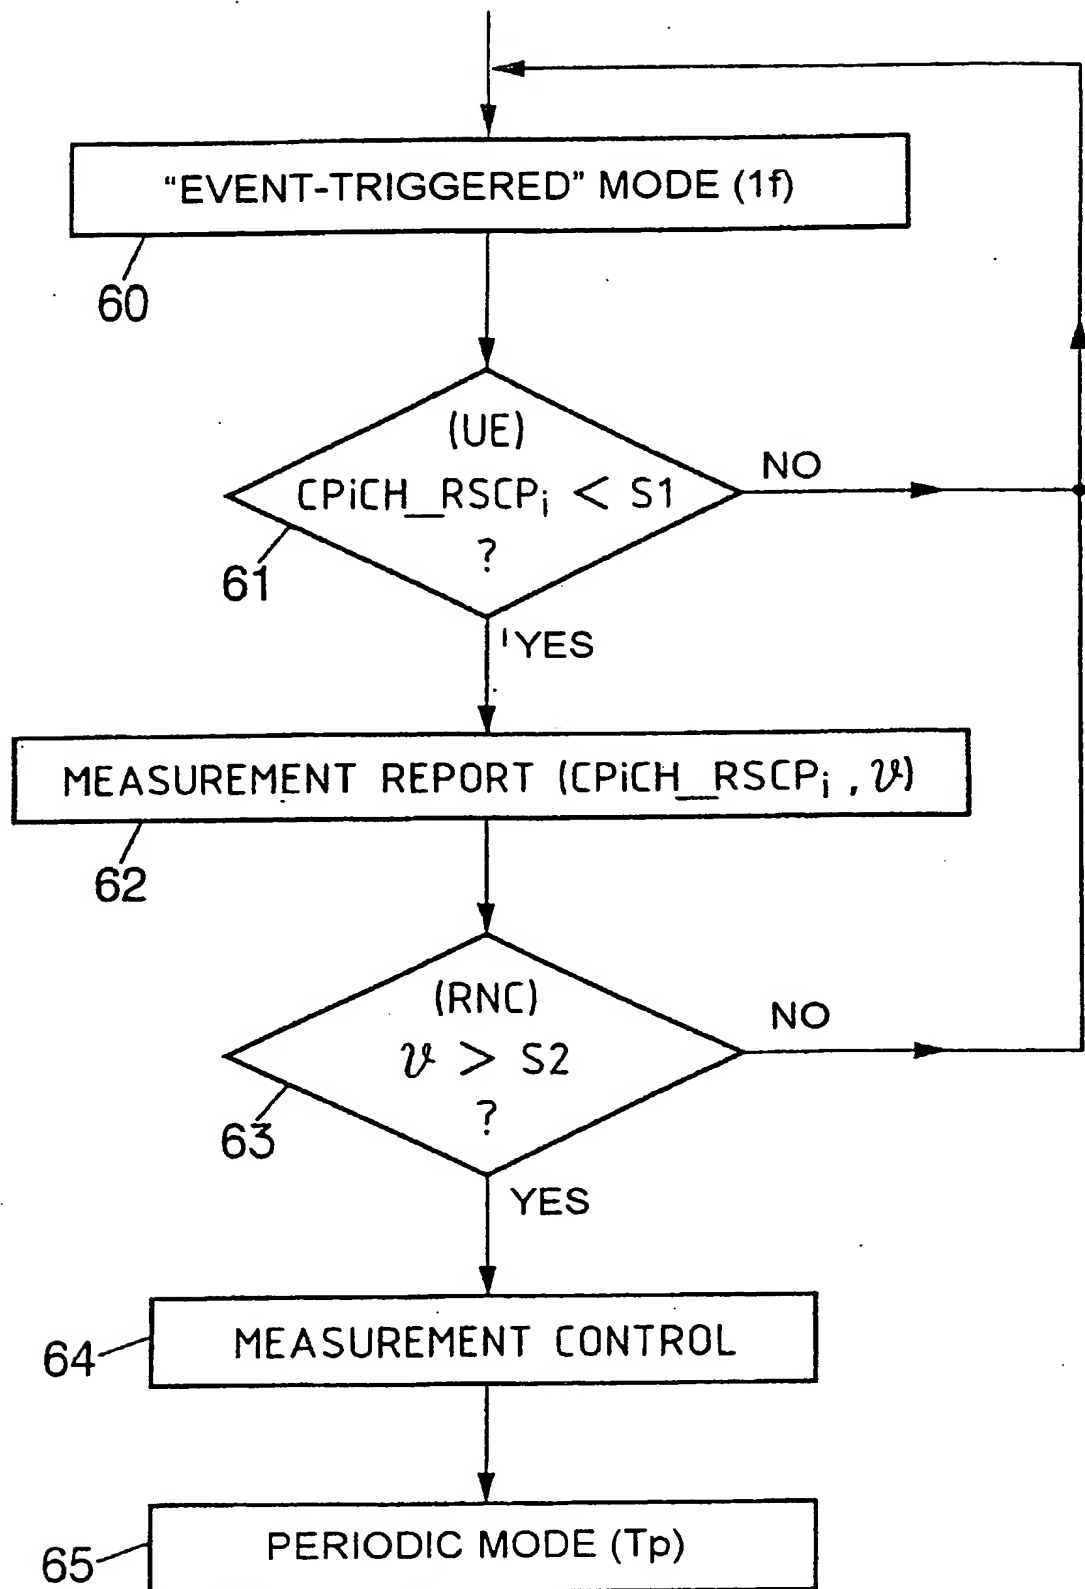 “EVENT-TRIGGERED” MODE (1f)
60
(UE)
CPiCH_RSCPi < S1
?
NO
61
YES
MEASUREMENT REPORT (CPiCH_RSCPi , v)
62
(RNC)
v > S2
?
NO
63
YES
MEASUREMENT CONTROL
64
PERIODIC MODE (Tp)
65